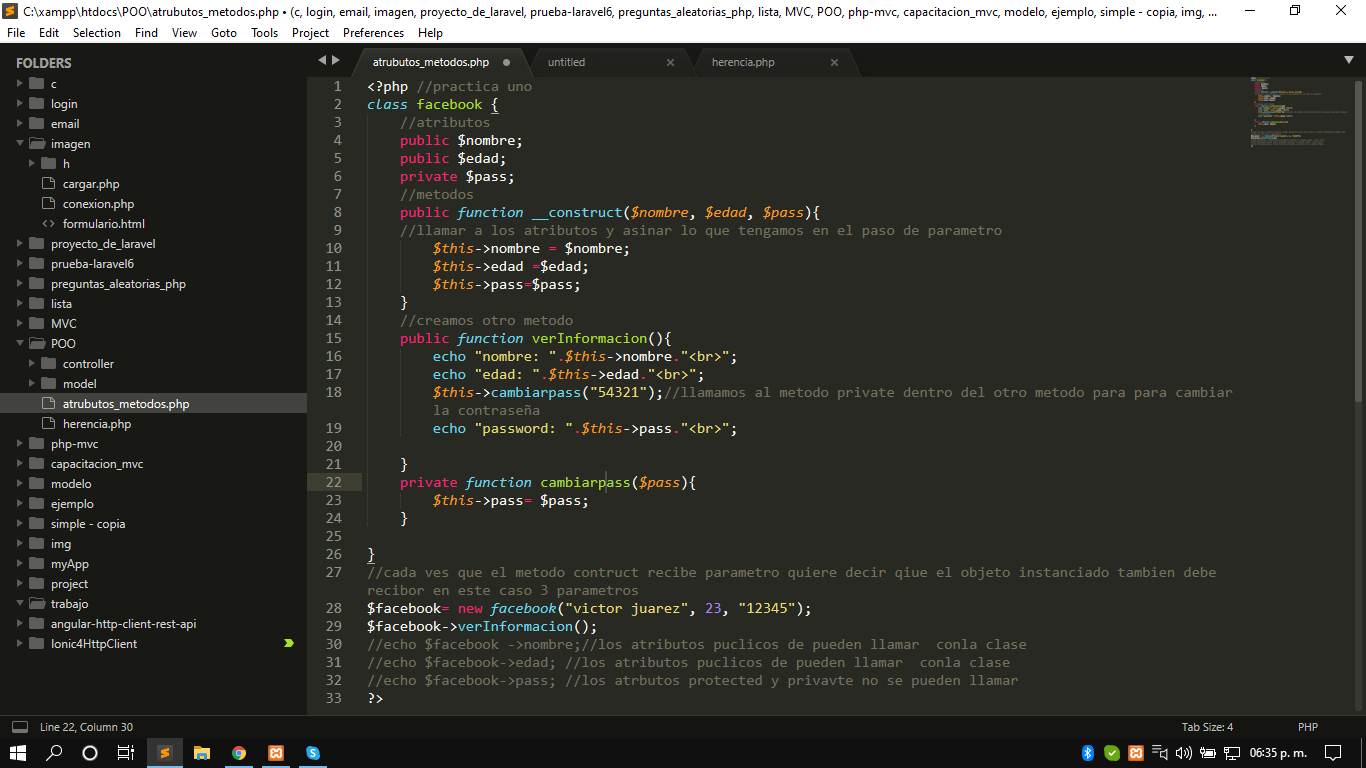 C:\xampp\htdocs\POO\atrubutos_metodos.php • (c, login, email, imagen, proyecto_de_laravel, prueba-laravel6, preguntas_aleatorias_php, lista, MVC, POO, php-mvc, capacitacion_mvc, modelo, ejemplo, simple - copia, img, ...
File Edit Selection Find View Goto Tools Project Preferences Help
FOLDERS
c
login
email
imagen
h
cargar.php
conexion.php
<> formulario.html
proyecto_de_laravel
prueba-laravel6
preguntas_aleatorias_php
lista
MVC
POO
controller
model
atrubutos_metodos.php
herencia.php
php-mvc
capacitacion_mvc
modelo
ejemplo
simple - copia
img
myApp
project
trabajo
angular-http-client-rest-api
Ionic4HttpClient
atrubutos_metodos.php untitled herencia.php
1 <?php //practica uno
2 class facebook {
3 //atributos
4 public $nombre;
5 public $edad;
6 private $pass;
7 //metodos
8 public function __construct($nombre, $edad, $pass){
9 //llamar a los atributos y asinar lo que tengamos en el paso de parametro
10 $this->nombre = $nombre;
11 $this->edad =$edad;
12 $this->pass=$pass;
13 }
14 //creamos otro metodo
15 public function verInformacion(){
16 echo "nombre: ".$this->nombre."<br>";
17 echo "edad: ".$this->edad."<br>";
18 $this->cambiarpass("54321");//llamamos al metodo private dentro del otro metodo para para cambiar
la contraseña
19 echo "password: ".$this->pass."<br>";
20
21 }
22 private function cambiarpass($pass){
23 $this->pass= $pass;
24 }
25
26 }
27 //cada ves que el metodo contruct recibe parametro quiere decir qiue el objeto instanciado tambien debe
recibor en este caso 3 parametros
28 $facebook= new facebook("victor juarez", 23, "12345");
29 $facebook->verInformacion();
30 //echo $facebook ->nombre;//los atributos puclicos de pueden llamar  conla clase
31 //echo $facebook->edad; //los atributos puclicos de pueden llamar  conla clase
32 //echo $facebook->pass; //los atrbutos protected y privavte no se pueden llamar
33 ?>
Line 22, Column 30 Tab Size: 4 PHP
06:35 p. m.